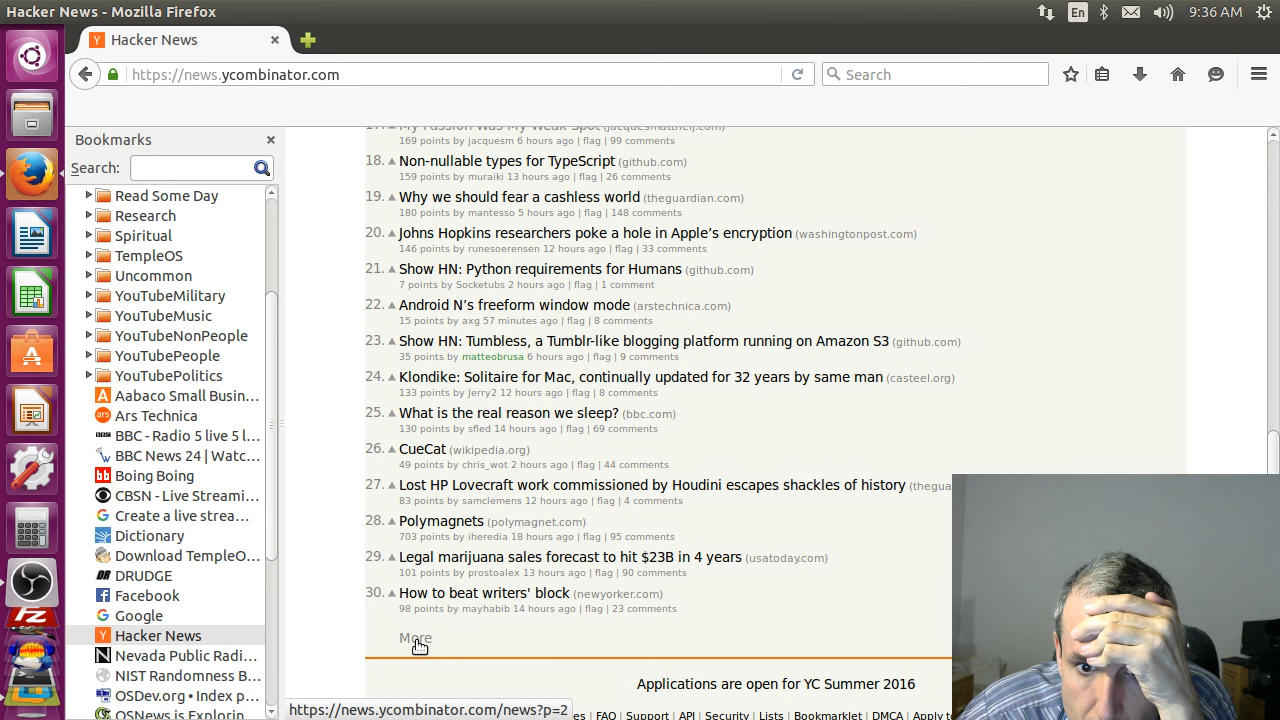 Hacker News - Mozilla Firefox
En
9:36 AM
Hacker News
https://news.ycombinator.com
Search
Bookmarks
Search:
Read Some Day
Research
Spiritual
TempleOS
Uncommon
YouTubeMilitary
YouTubeMusic
YouTubeNonPeople
YouTubePeople
YouTubePolitics
Aabaco Small Busin...
Ars Technica
BBC - Radio 5 live 5 l...
BBC News 24 | Watc...
Boing Boing
CBSN - Live Streami...
Create a live strea...
Dictionary
Download TempleO...
DRUDGE
Facebook
Google
Hacker News
Nevada Public Radi...
NIST Randomness B...
OSDev.org • Index p...
OSNews is Explorin...
17. My Passion Was My Weak Spot (jacquesmattheij.com)
169 points by jacquesm 6 hours ago | flag | 99 comments
18. Non-nullable types for TypeScript (github.com)
159 points by muraiki 13 hours ago | flag | 26 comments
19. Why we should fear a cashless world (theguardian.com)
180 points by mantesso 5 hours ago | flag | 148 comments
20. Johns Hopkins researchers poke a hole in Apple’s encryption (washingtonpost.com)
146 points by runesoerensen 12 hours ago | flag | 33 comments
21. Show HN: Python requirements for Humans (github.com)
7 points by Socketubs 2 hours ago | flag | 1 comment
22. Android N’s freeform window mode (arstechnica.com)
15 points by axg 57 minutes ago | flag | 8 comments
23. Show HN: Tumbless, a Tumblr-like blogging platform running on Amazon S3 (github.com)
35 points by matteobrusa 6 hours ago | flag | 9 comments
24. Klondike: Solitaire for Mac, continually updated for 32 years by same man (casteel.org)
133 points by Jerry2 12 hours ago | flag | 8 comments
25. What is the real reason we sleep? (bbc.com)
130 points by sfled 14 hours ago | flag | 69 comments
26. CueCat (wikipedia.org)
49 points by chris_wot 2 hours ago | flag | 44 comments
27. Lost HP Lovecraft work commissioned by Houdini escapes shackles of history (thegua
83 points by samclemens 12 hours ago | flag | 4 comments
28. Polymagnets (polymagnet.com)
703 points by iheredia 18 hours ago | flag | 95 comments
29. Legal marijuana sales forecast to hit $23B in 4 years (usatoday.com)
101 points by prostoalex 13 hours ago | flag | 90 comments
30. How to beat writers' block (newyorker.com)
98 points by mayhabib 14 hours ago | flag | 23 comments
More
Applications are open for YC Summer 2016
https://news.ycombinator.com/news?p=2
es | FAQ | Support | API | Security | Lists | Bookmarklet | DMCA | Apply to